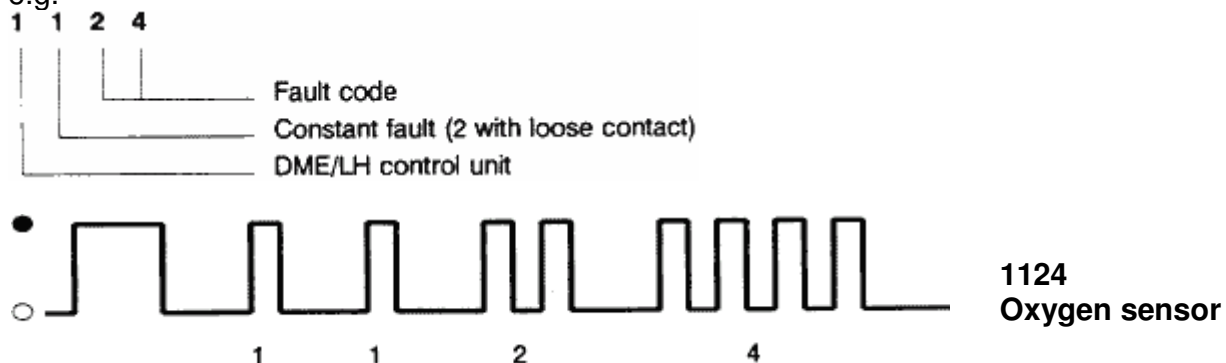 e.g.
1 1 2 4
Fault code
Constant fault (2 with loose contact)
DME/LH control unit
1124
Oxygen sensor
1 1 2 4